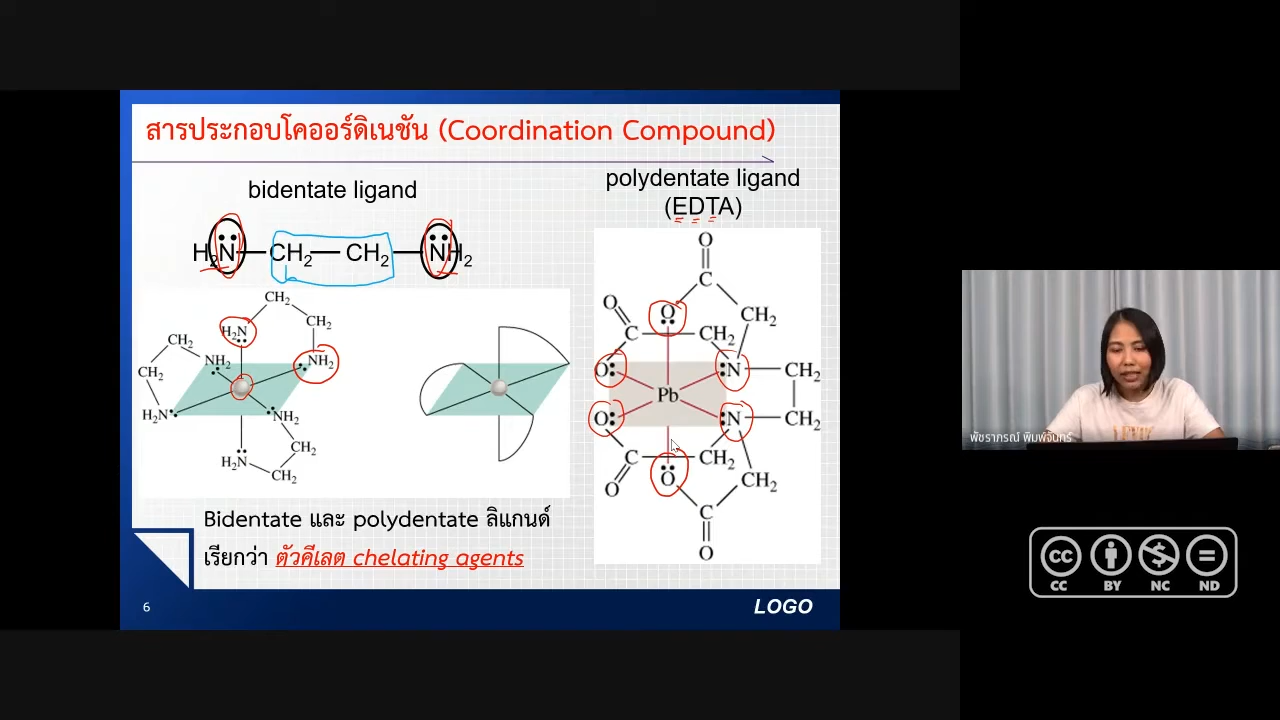 สารประกอบโคออร์ดิเนชัน (Coordination Compound)
bidentate ligand
H₂N—CH₂—CH₂—NH₂
CH₂
H₂N
CH₂
CH₂
NH₂
NH₂
CH₂
H₂N
NH₂
CH₂
H₂N
CH₂
polydentate ligand
(EDTA)
O
C
O
O
CH₂
C
CH₂
O
N
CH₂
Pb
O
N
CH₂
C
CH₂
O
O
CH₂
C
O
Bidentate และ polydentate ลิแกนด์
เรียกว่า ตัวคีเลต chelating agents
6
LOGO
พัชราภรณ์ พิมพ์จันทร์
CC BY NC ND